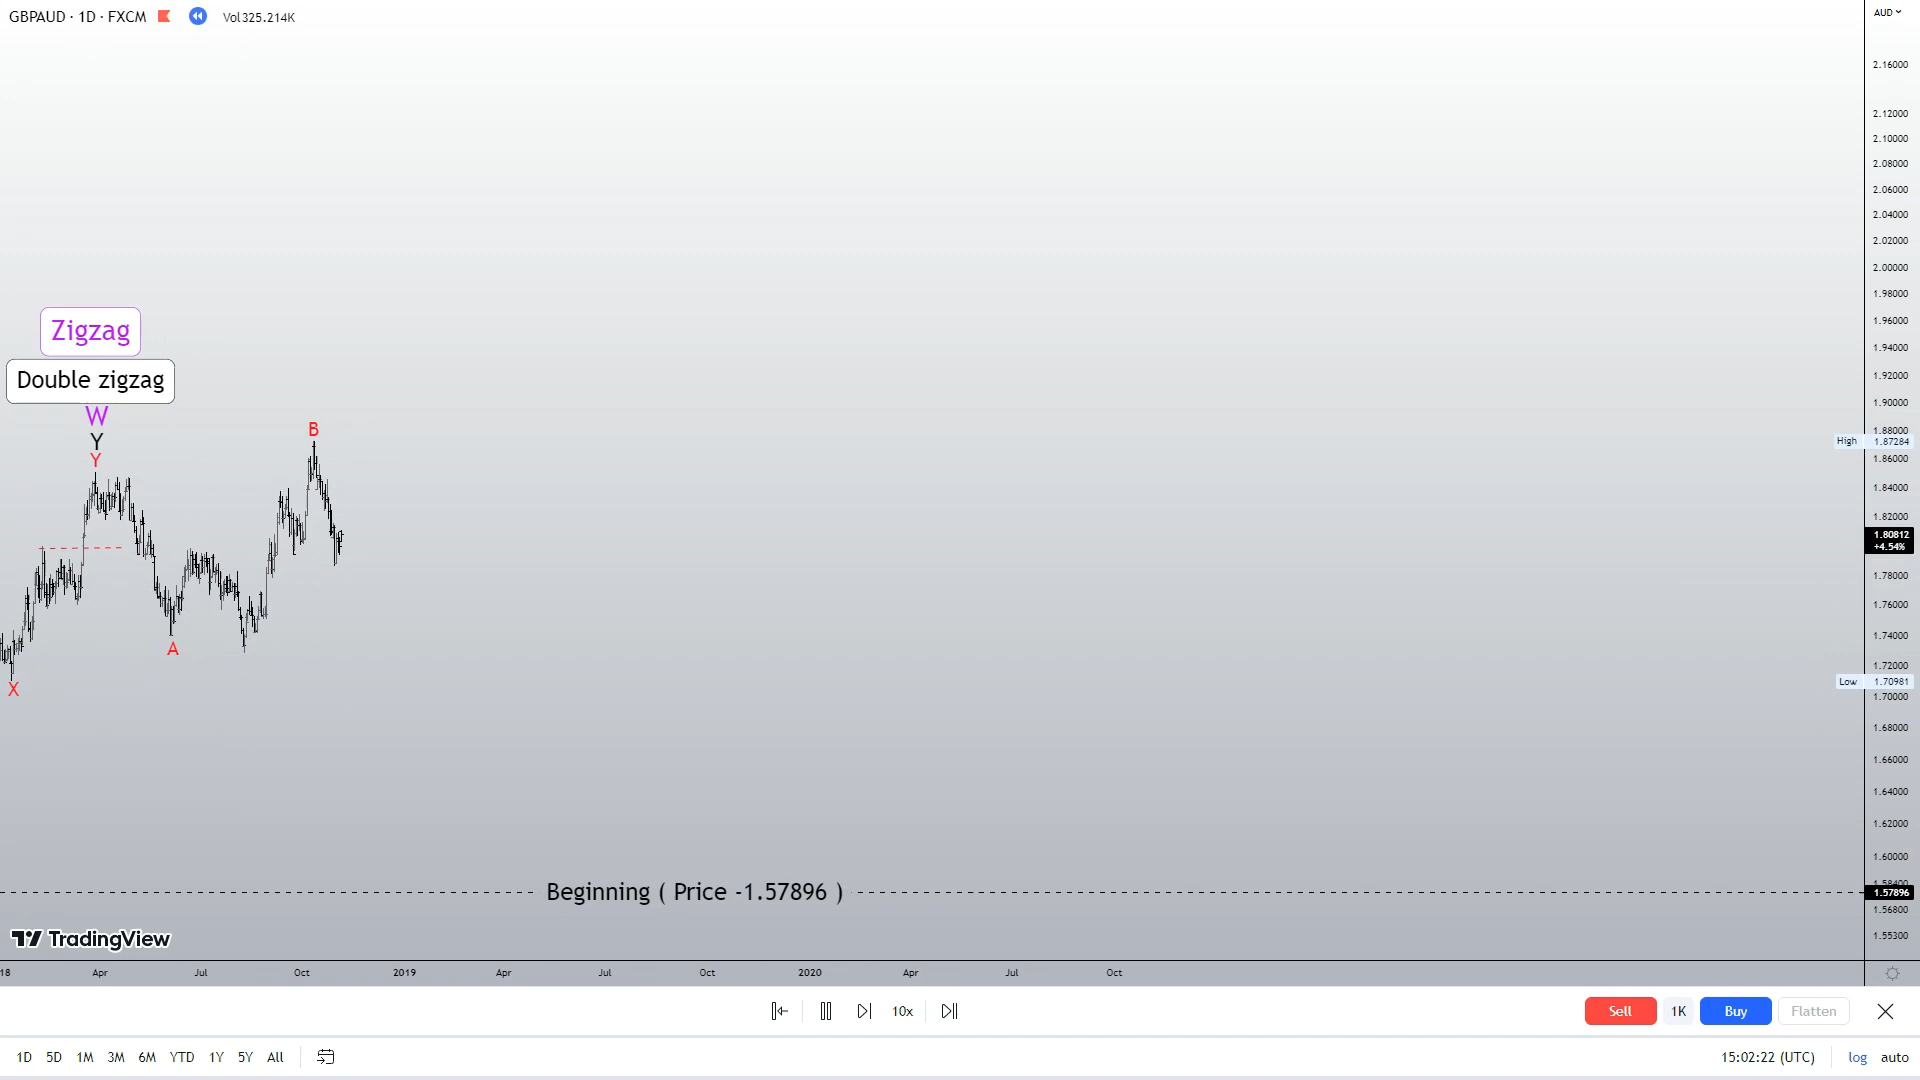 GBPAUD · 1D · FXCM Vol325.214K
AUD
2.16000
2.12000
2.10000
2.08000
2.06000
2.04000
2.02000
2.00000
1.98000
1.96000
1.94000
1.92000
1.90000
1.88000
High 1.87284
1.86000
1.84000
1.82000
1.80812
+4.54%
1.78000
1.76000
1.74000
1.72000
Low 1.70981
1.70000
1.68000
1.66000
1.64000
1.62000
1.60000
1.57896
1.56800
1.55300
Zigzag
Double zigzag
W
Y
Y
B
A
X
Beginning ( Price -1.57896 )
TradingView
18 Apr Jul Oct 2019 Apr Jul Oct 2020 Apr Jul Oct
10x
Sell 1K Buy Flatten
1D 5D 1M 3M 6M YTD 1Y 5Y All
15:02:22 (UTC) log auto